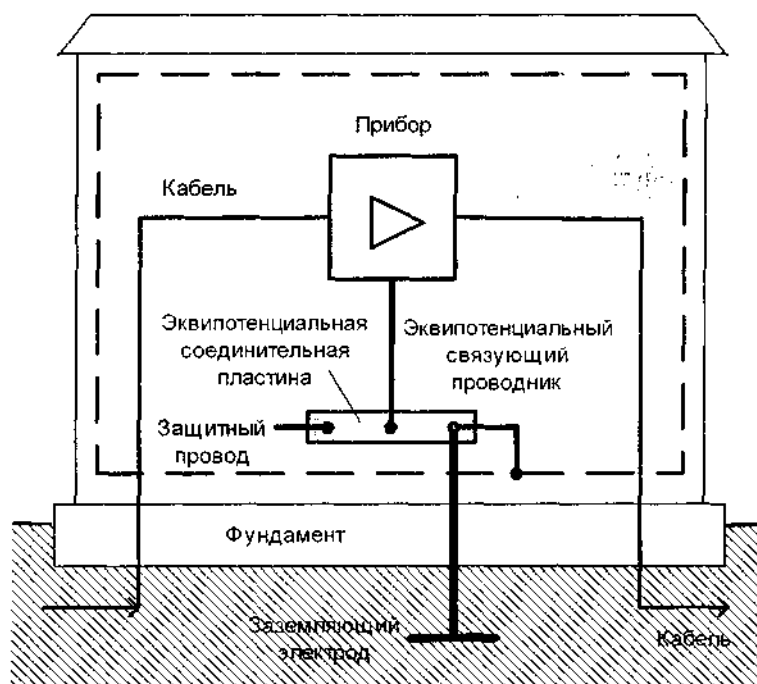 Прибор
Кабель
Эквипотенциальная
соединительная
пластина
Эквипотенциальный
связующий
проводник
Защитный
провод
Фундамент
Заземляющий
электрод
Кабель